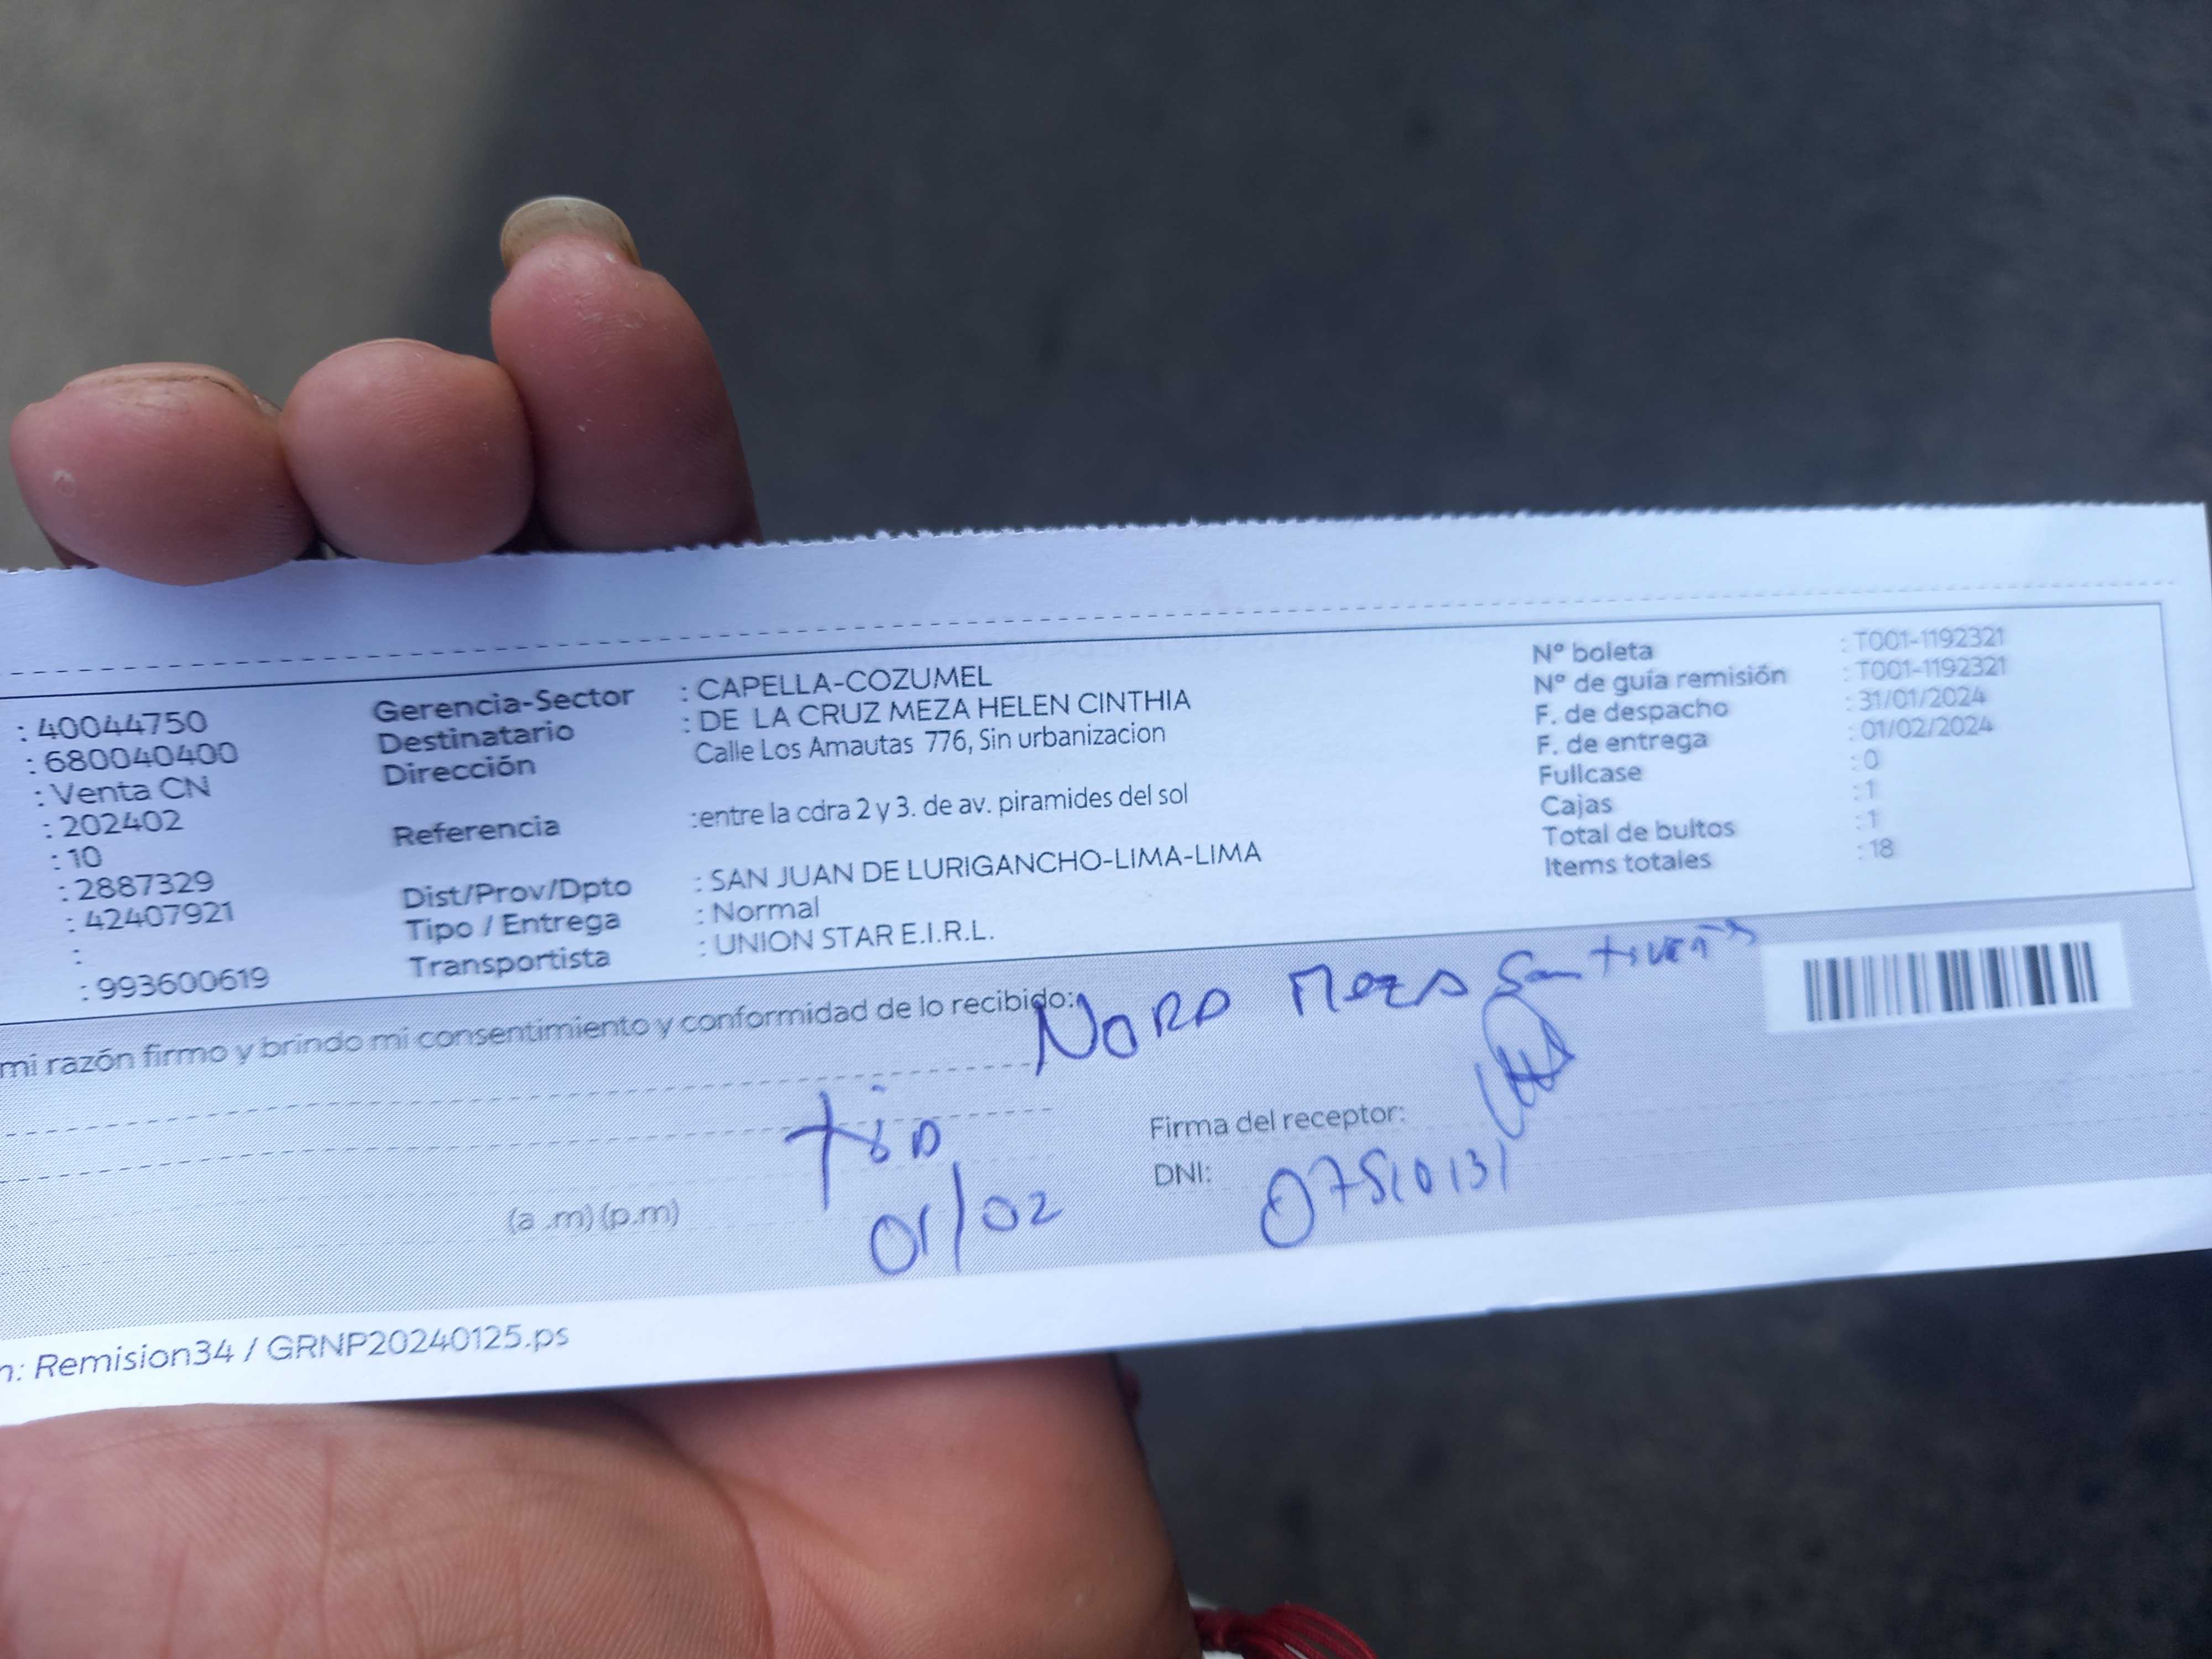 : 40044750
: 680040400
: Venta CN
: 202402
: 10
: 2887329
: 42407921
:
: 993600619
Gerencia-Sector : CAPELLA-COZUMEL
Destinatario : DE LA CRUZ MEZA HELEN CINTHIA
Dirección Calle Los Amautas 776, Sin urbanizacion
Referencia :entre la cdra 2 y 3. de av. piramides del sol
Dist/Prov/Dpto : SAN JUAN DE LURIGANCHO-LIMA-LIMA
Tipo / Entrega : Normal
Transportista : UNION STAR E.I.R.L.
N° boleta : T001-1192321
N° de guía remisión : T001-1192321
F. de despacho : 31/01/2024
F. de entrega : 01/02/2024
Fullcase : 0
Cajas : 1
Total de bultos : 1
Items totales : 18
mi razón firmo y brindo mi consentimiento y conformidad de lo recibido:
NORA MEZA
tía
01/02
(a .m) (p.m)
Firma del receptor:
DNI:
n: Remision34 / GRNP20240125.ps